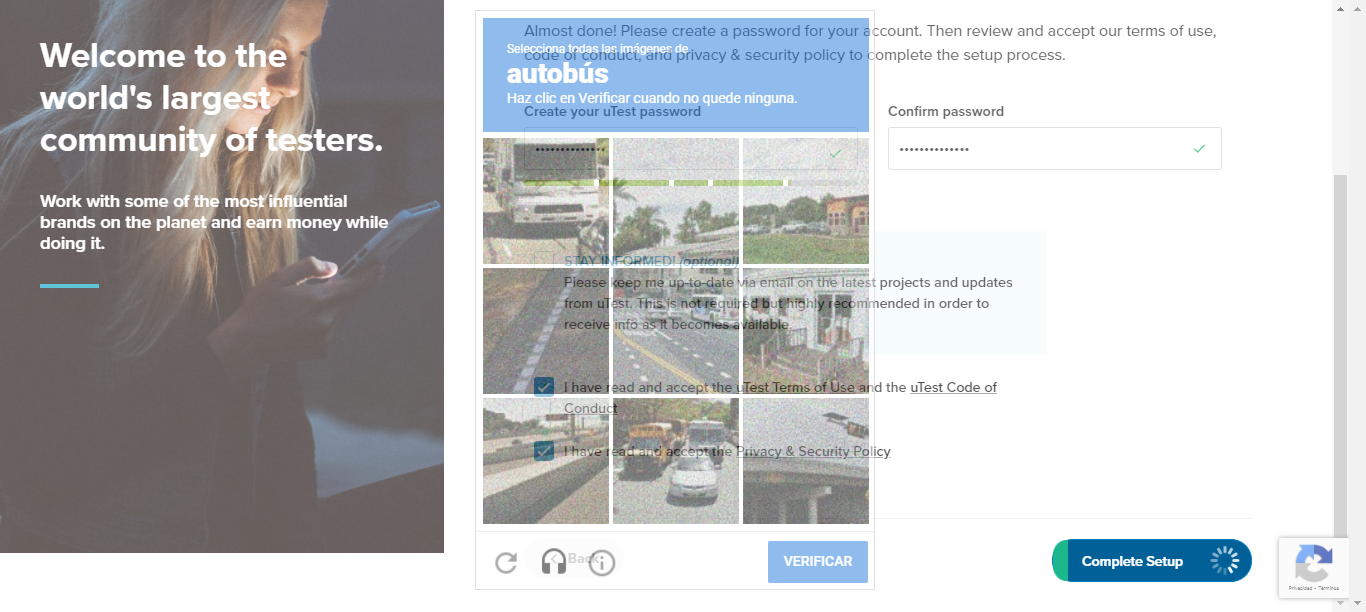 Welcome to the
world's largest
community of testers.
Work with some of the most influential
brands on the planet and earn money while
doing it.
Almost done! Please create a password for your account. Then review and accept our terms of use,
code of conduct, and privacy & security policy to complete the setup process.
Selecciona todas las imágenes de
autobús
Haz clic en Verificar cuando no quede ninguna.
Create your uTest password
Confirm password
STAY INFORMED! (optional)
Please keep me up-to-date via email on the latest projects and updates
from uTest. This is not required but highly recommended in order to
receive info as it becomes available.
I have read and accept the uTest Terms of Use and the uTest Code of
Conduct
I have read and accept the Privacy & Security Policy
Back
VERIFICAR
Complete Setup
Privacidad - Términos